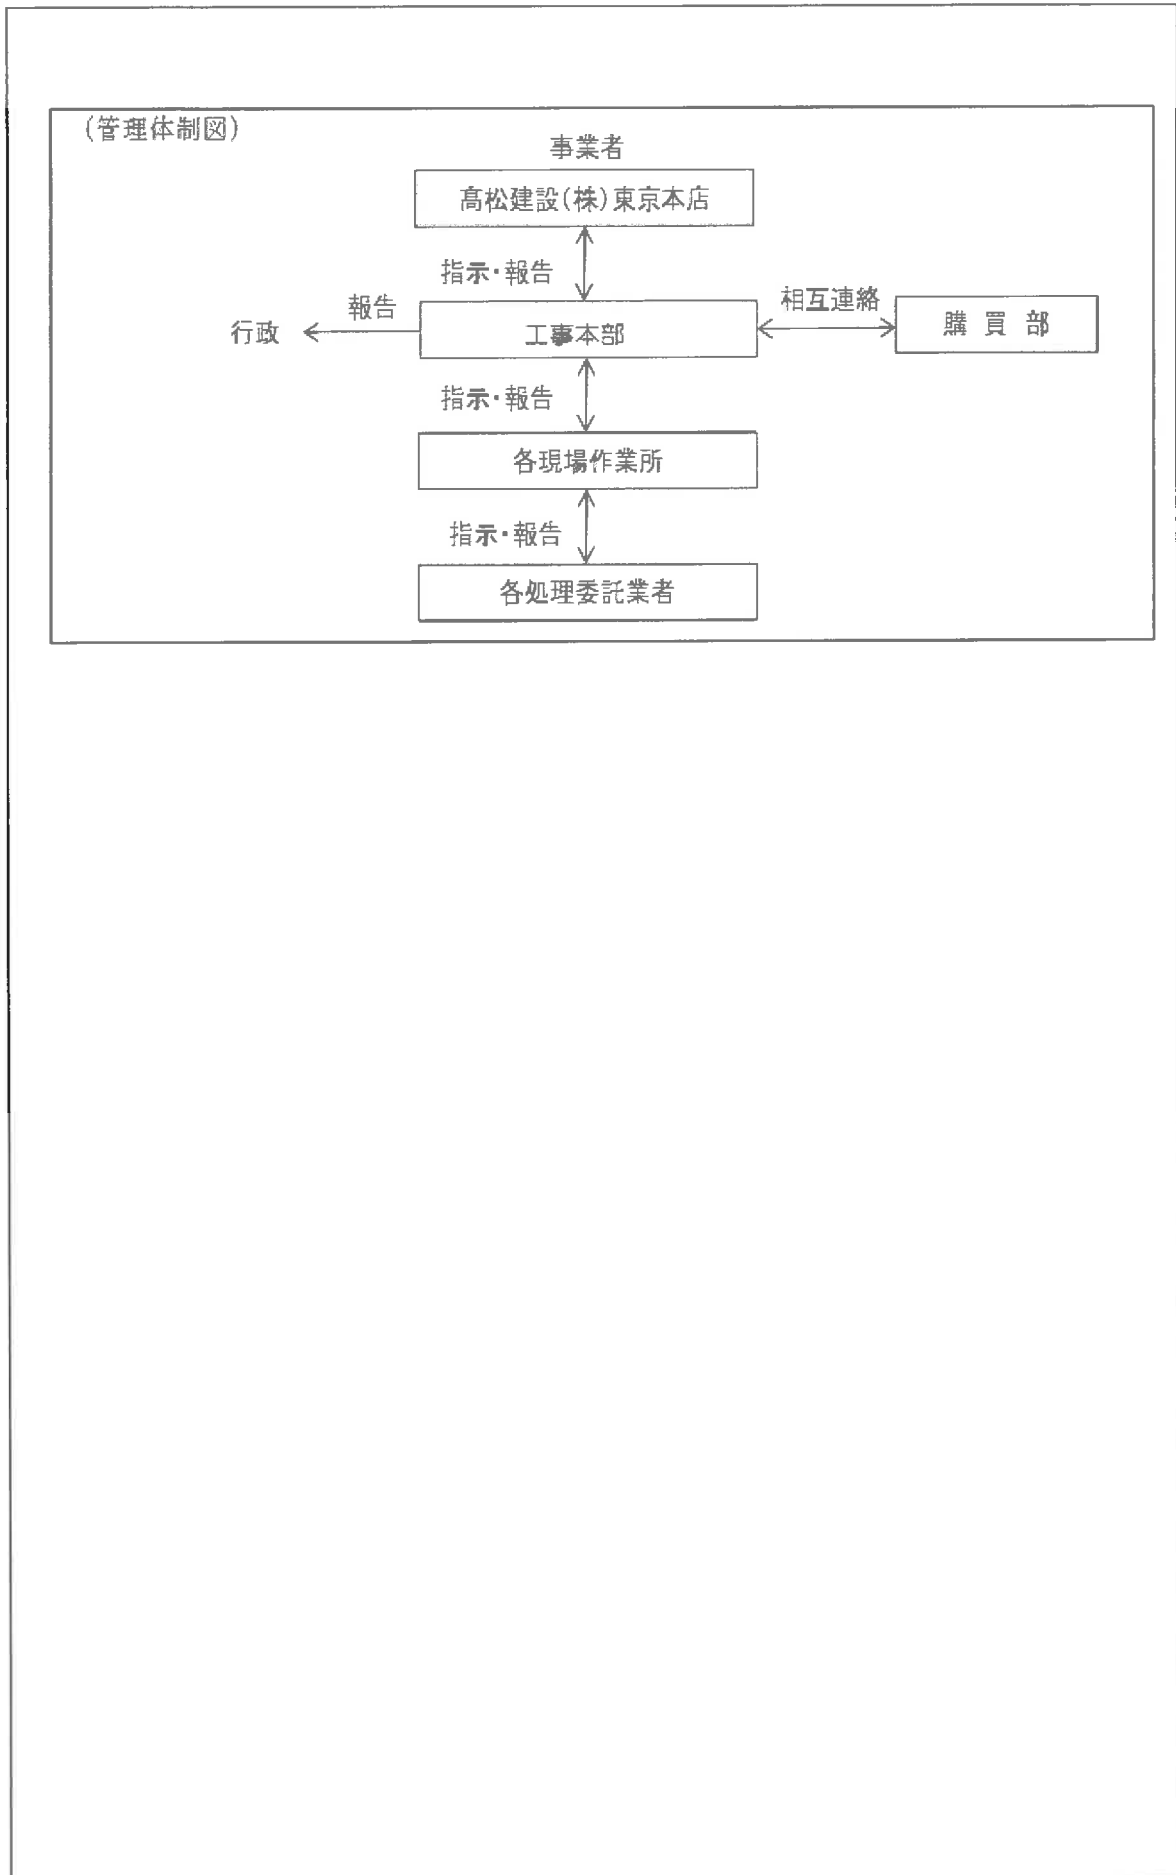 (管理体制図)
事業者
髙松建設(株)東京本店
指示・報告
報告
相互連絡
行政
工事本部
購買部
指示・報告
各現場作業所
指示・報告
各処理委託業者